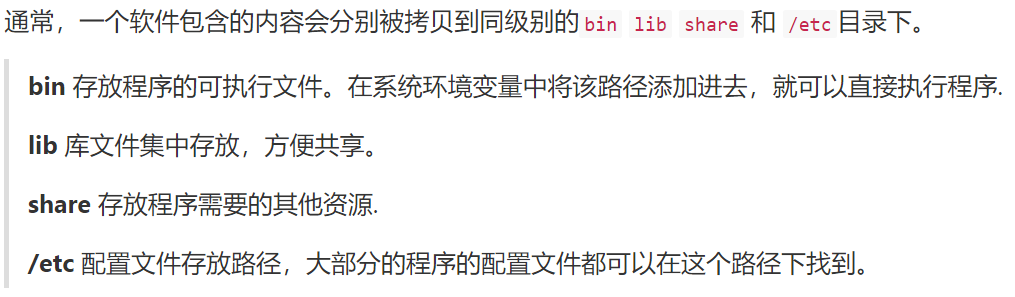 通常，一个软件包含的内容会分别被拷贝到同级别的 bin lib share 和 /etc 目录下。
bin 存放程序的可执行文件。在系统环境变量中将该路径添加进去，就可以直接执行程序.
lib 库文件集中存放，方便共享。
share 存放程序需要的其他资源.
/etc 配置文件存放路径，大部分的程序的配置文件都可以在这个路径下找到。